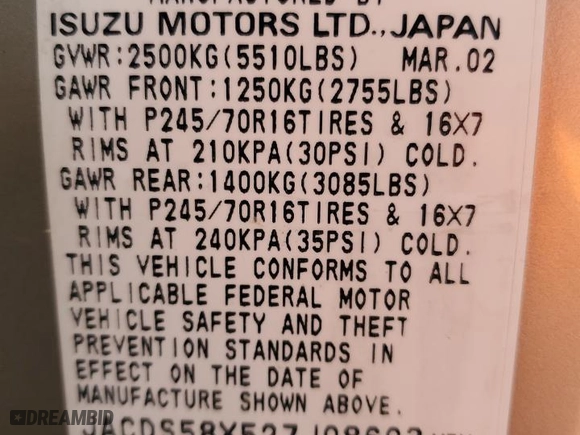 MANUFACTURED BY
ISUZU MOTORS LTD., JAPAN
GVWR:2500KG(5510LBS) MAR.02
GAWR FRONT:1250KG(2755LBS)
WITH P245/70R16TIRES & 16X7
RIMS AT 210KPA(30PSI) COLD.
GAWR REAR:1400KG(3085LBS)
WITH P245/70R16TIRES & 16X7
RIMS AT 240KPA(35PSI) COLD.
THIS VEHICLE CONFORMS TO ALL
APPLICABLE FEDERAL MOTOR
VEHICLE SAFETY AND THEFT
PREVENTION STANDARDS IN
EFFECT ON THE DATE OF
MANUFACTURE SHOWN ABOVE.
DREAMBID